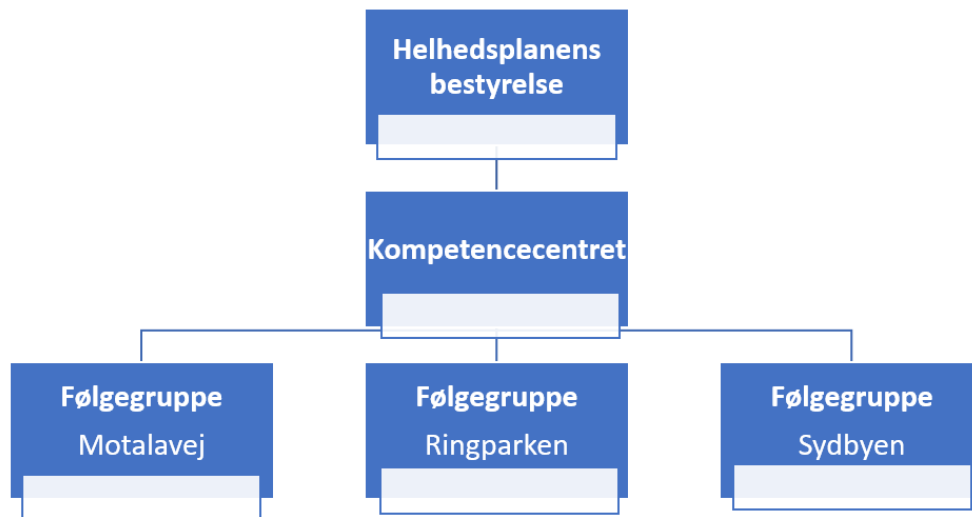 Helhedsplanens
bestyrelse
Kompetencecentret
Følgegruppe
Motalavej
Følgegruppe
Ringparken
Følgegruppe
Sydbyen